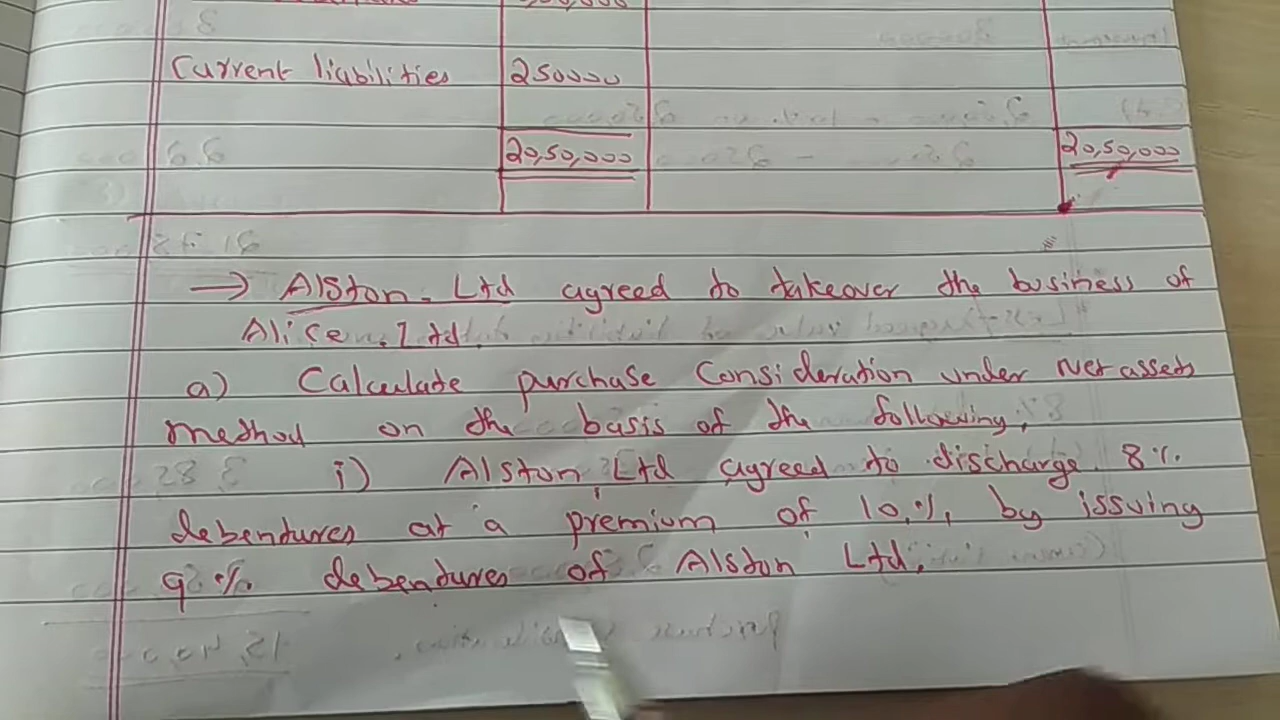 Current liabilities 250000
20,50,000 20,50,000
→ Alston. Ltd agreed to takeover the business of
Alice. Ltd.
a) Calculate purchase Consideration under Net assets
method on the basis of the following,
i) Alston Ltd agreed to discharge 8%
debentures at a premium of 10% by issuing
9% debentures of Alston Ltd.